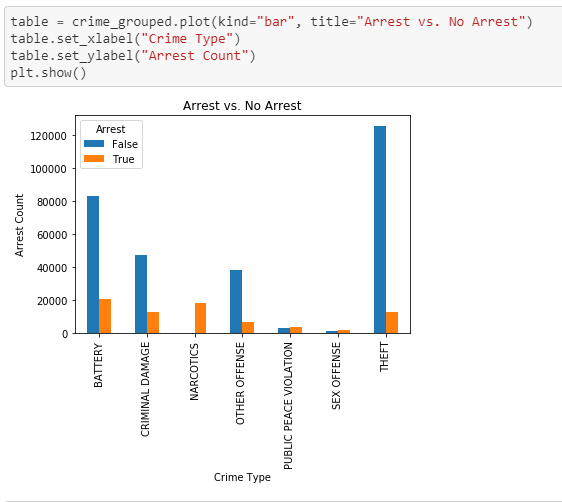 table = crime_grouped.plot(kind="bar", title="Arrest vs. No Arrest")
table.set_xlabel("Crime Type")
table.set_ylabel("Arrest Count")
plt.show()
Arrest vs. No Arrest
Arrest
False
True
120000
100000
80000
60000
40000
20000
0
Arrest Count
BATTERY
CRIMINAL DAMAGE
NARCOTICS
OTHER OFFENSE
PUBLIC PEACE VIOLATION
SEX OFFENSE
THEFT
Crime Type